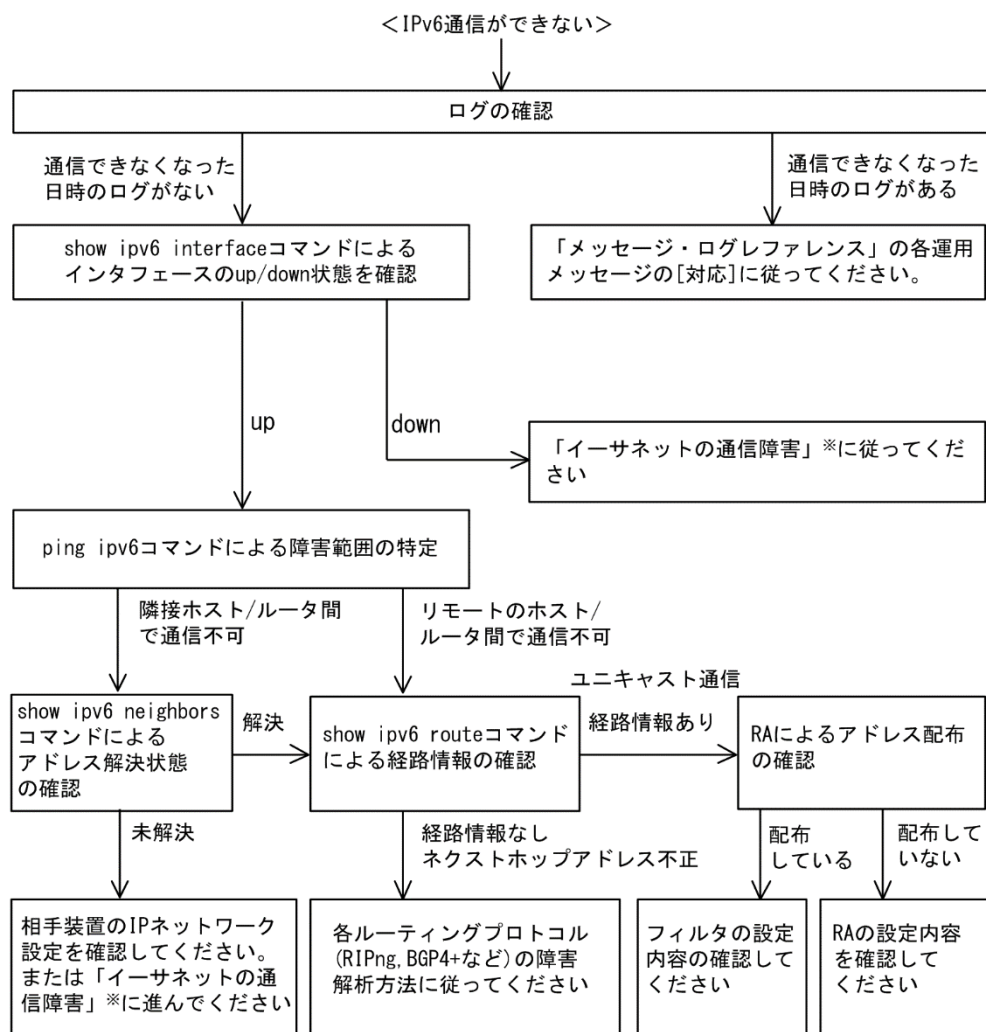 ＜IPv6通信ができない＞
ログの確認
通信できなくなった
日時のログがない
通信できなくなった
日時のログがある
show ipv6 interfaceコマンドによる
インタフェースのup/down状態を確認
「メッセージ・ログレファレンス」の各運用
メッセージの[対応]に従ってください。
up
down
「イーサネットの通信障害」※に従ってくだ
さい
ping ipv6コマンドによる障害範囲の特定
隣接ホスト/ルータ間
で通信不可
リモートのホスト/
ルータ間で通信不可
show ipv6 neighbors
コマンドによる
アドレス解決状態
の確認
解決
show ipv6 routeコマンド
による経路情報の確認
ユニキャスト通信
経路情報あり
RAによるアドレス配布
の確認
未解決
経路情報なし
ネクストホップアドレス不正
配布
している
配布して
いない
相手装置のIPネットワーク
設定を確認してください。
または「イーサネットの通
信障害」※に進んでください
各ルーティングプロトコル
(RIPng,BGP4+など)の障害
解析方法に従ってください
フィルタの設定
内容の確認して
ください
RAの設定内容
を確認して
ください